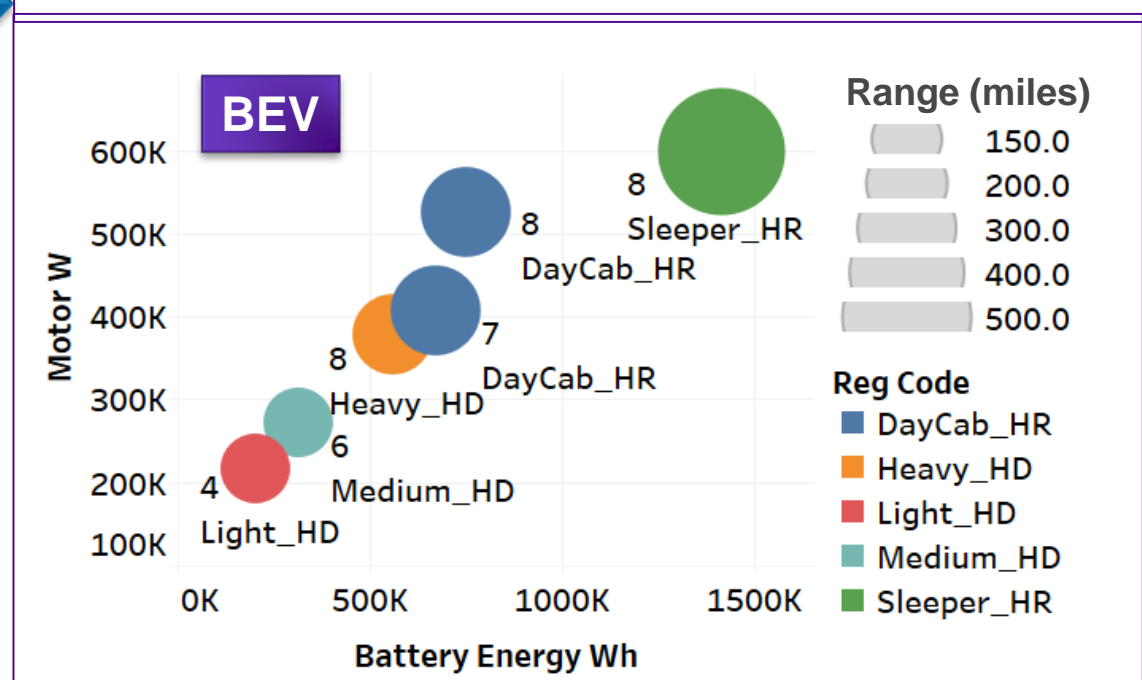 BEV
Motor W
600K
500K
400K
300K
200K
100K
8
Sleeper_HR
8
DayCab_HR
7
DayCab_HR
8
Heavy_HD
6
Medium_HD
4
Light_HD
0K 500K 1000K 1500K
Battery Energy Wh
Range (miles)
150.0
200.0
300.0
400.0
500.0
Reg Code
DayCab_HR
Heavy_HD
Light_HD
Medium_HD
Sleeper_HR